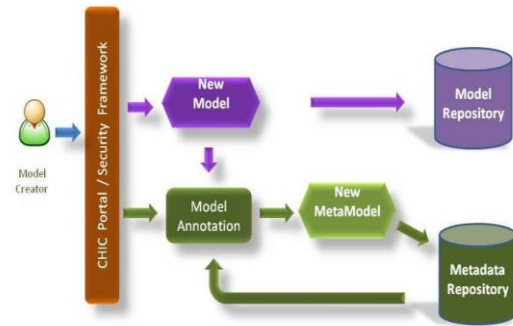 Model
Creator
CHIC Portal / Security Framework
New
Model
Model
Repository
Model
Annotation
New
MetaModel
Metadata
Repository